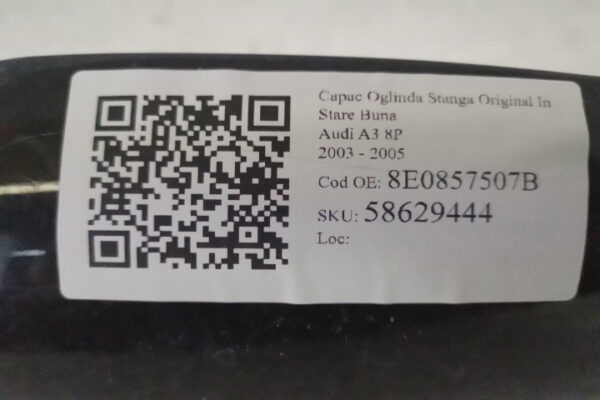 Capac Oglinda Stanga Original In
Stare Buna
Audi A3 8P
2003 - 2005
Cod OE: 8E0857507B
SKU: 58629444
Loc: